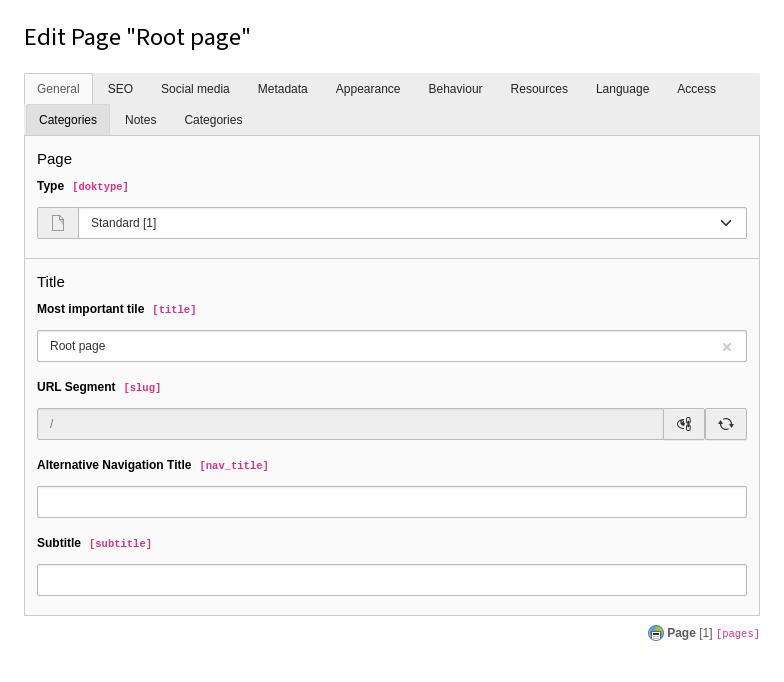 Edit Page "Root page"
General SEO Social media Metadata Appearance Behaviour Resources Language Access
Categories Notes Categories
Page
Type [doktype]
Standard [1]
Title
Most important tile [title]
Root page
URL Segment [slug]
/
Alternative Navigation Title [nav_title]
Subtitle [subtitle]
Page [1] [pages]